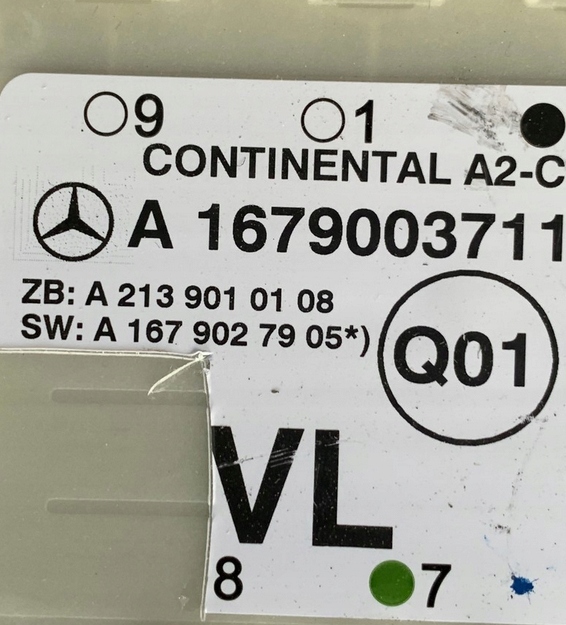 9 1
CONTINENTAL A2-C
A 1679003711
ZB: A 213 901 01 08
SW: A 167 902 79 05*)
Q01
VL
8 7